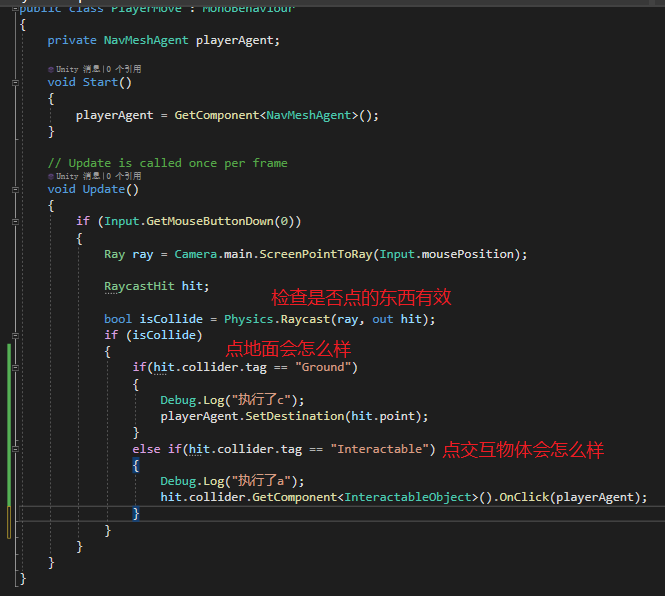 public class PlayerMove : MonoBehaviour
{
private NavMeshAgent playerAgent;
Unity 消息|0 个引用
void Start()
{
playerAgent = GetComponent<NavMeshAgent>();
}
// Update is called once per frame
Unity 消息|0 个引用
void Update()
{
if (Input.GetMouseButtonDown(0))
{
Ray ray = Camera.main.ScreenPointToRay(Input.mousePosition);
RaycastHit hit;
检查是否点的东西有效
bool isCollide = Physics.Raycast(ray, out hit);
if (isCollide)
{
点地面会怎么样
if(hit.collider.tag == "Ground")
{
Debug.Log("执行了c");
playerAgent.SetDestination(hit.point);
}
else if(hit.collider.tag == "Interactable") 点交互物体会怎么样
{
Debug.Log("执行了a");
hit.collider.GetComponent<InteractableObject>().OnClick(playerAgent);
}
}
}
}
}